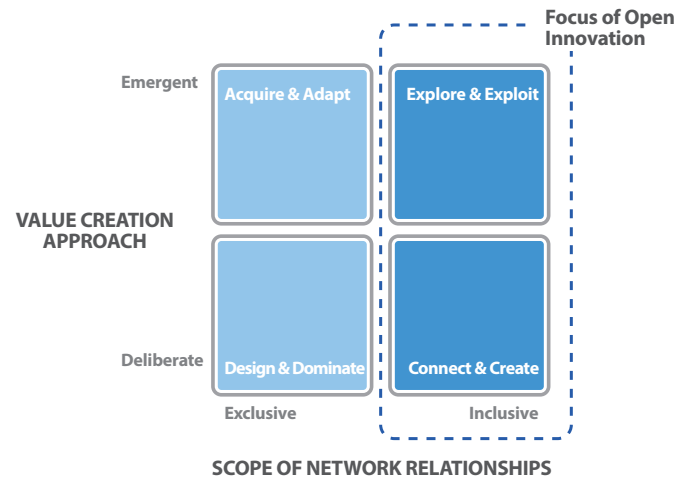 Focus of Open
Innovation
Emergent
Acquire & Adapt
Explore & Exploit
VALUE CREATION
APPROACH
Deliberate
Design & Dominate
Connect & Create
Exclusive
Inclusive
SCOPE OF NETWORK RELATIONSHIPS